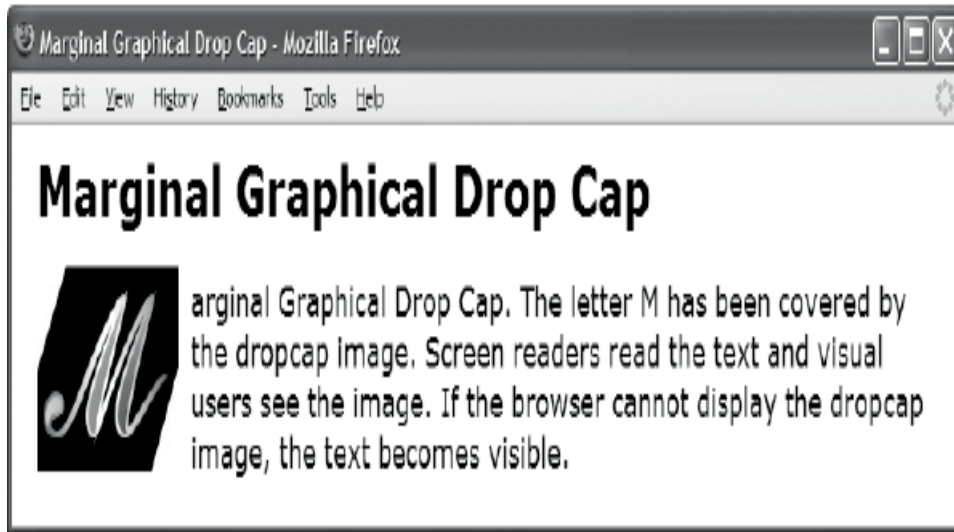 Marginal Graphical Drop Cap - Mozilla Firefox
File Edit View History Bookmarks Tools Help
Marginal Graphical Drop Cap
M
arginal Graphical Drop Cap. The letter M has been covered by
the dropcap image. Screen readers read the text and visual
users see the image. If the browser cannot display the dropcap
image, the text becomes visible.